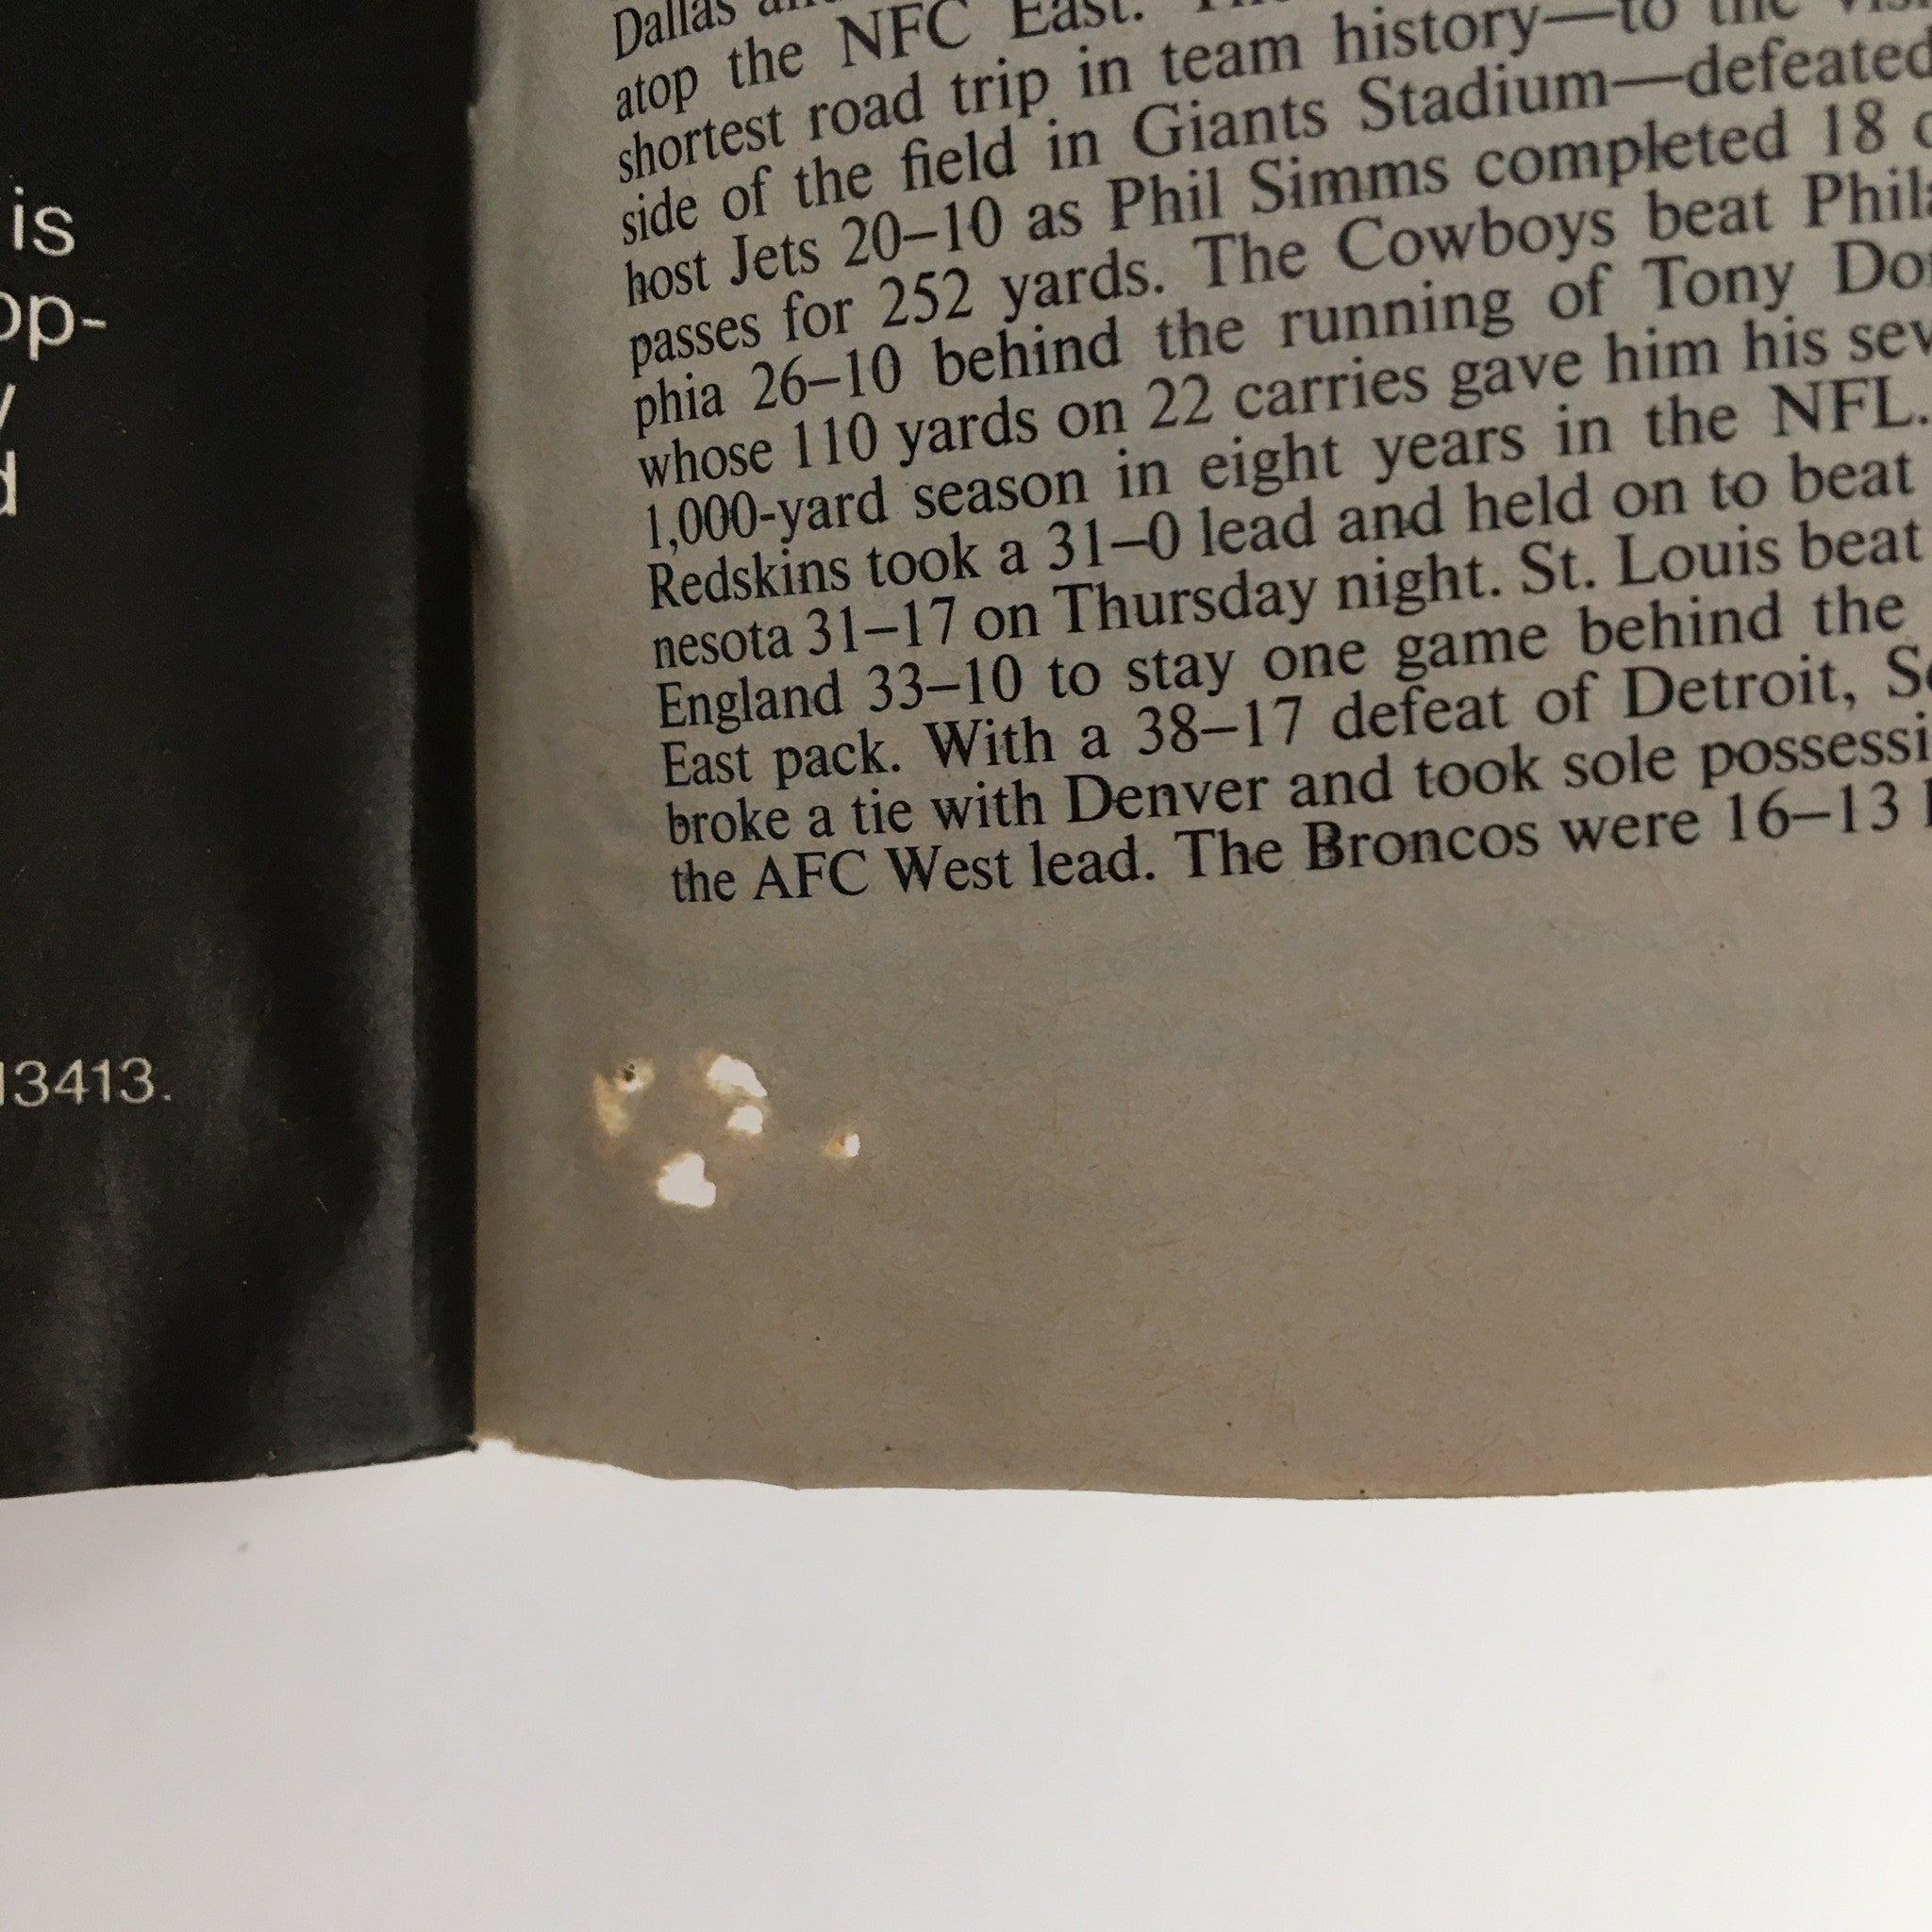 is
op-
y
d
13413.
Dallas
atop the NFC East.
shortest road trip in team history—to the
side of the field in Giants Stadium—defeated
host Jets 20–10 as Phil Simms completed 18
passes for 252 yards. The Cowboys beat
phia 26–10 behind the running of Tony
whose 110 yards on 22 carries gave him his
1,000-yard season in eight years in the NFL.
Redskins took a 31–0 lead and held on to beat
nesota 31–17 on Thursday night. St. Louis beat
England 33–10 to stay one game behind the
East pack. With a 38–17 defeat of Detroit,
broke a tie with Denver and took sole
the AFC West lead. The Broncos were 16–13